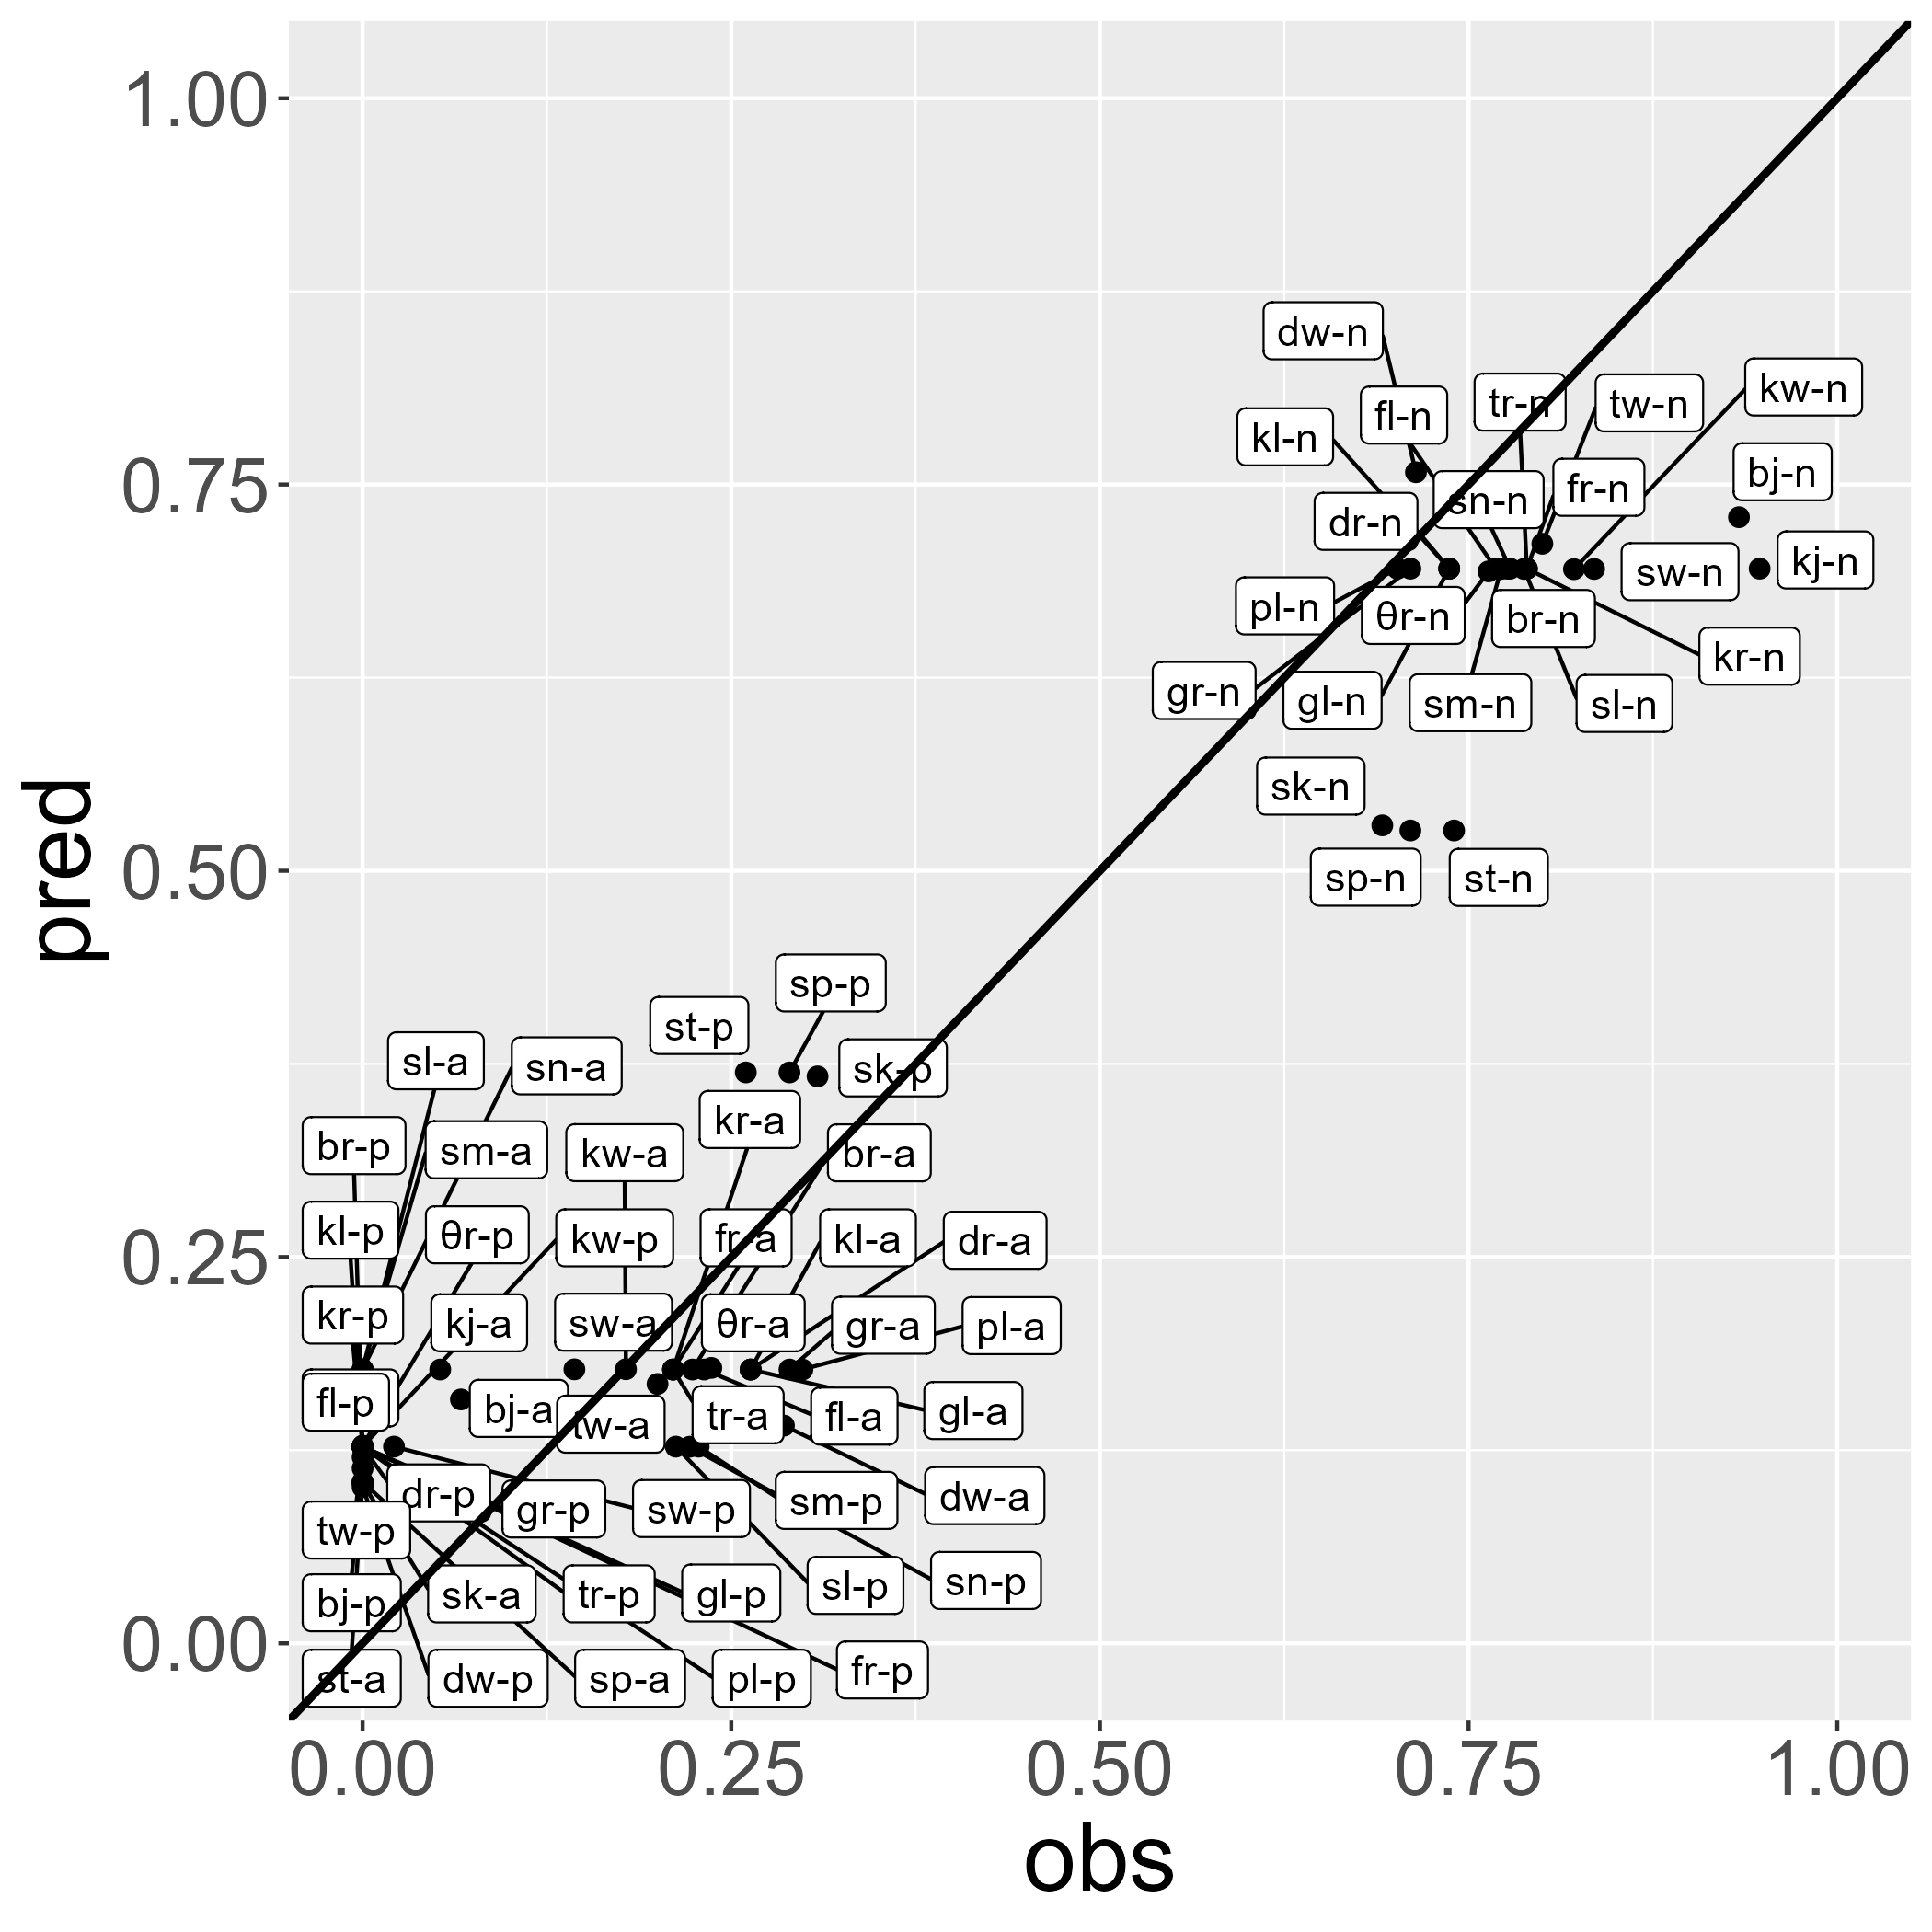 1.00
0.75
0.50
0.25
0.00
pred
dw-n
kw-n
tr-n
tw-n
fl-n
kl-n
bj-n
fr-n
sn-n
dr-n
kj-n
sw-n
pl-n
θr-n
br-n
kr-n
gr-n
gl-n
sm-n
sl-n
sk-n
sp-n
st-n
sp-p
st-p
sl-a
sn-a
sk-p
kr-a
br-p
sm-a
kw-a
br-a
kl-p
θr-p
kw-p
fr-a
kl-a
dr-a
kr-p
kj-a
sw-a
θr-a
gr-a
pl-a
fl-p
bj-a
tw-a
tr-a
fl-a
gl-a
dr-p
gr-p
sw-p
sm-p
dw-a
tw-p
bj-p
sk-a
tr-p
gl-p
sl-p
sn-p
st-a
dw-p
sp-a
pl-p
fr-p
0.00 0.25 0.50 0.75 1.00
obs